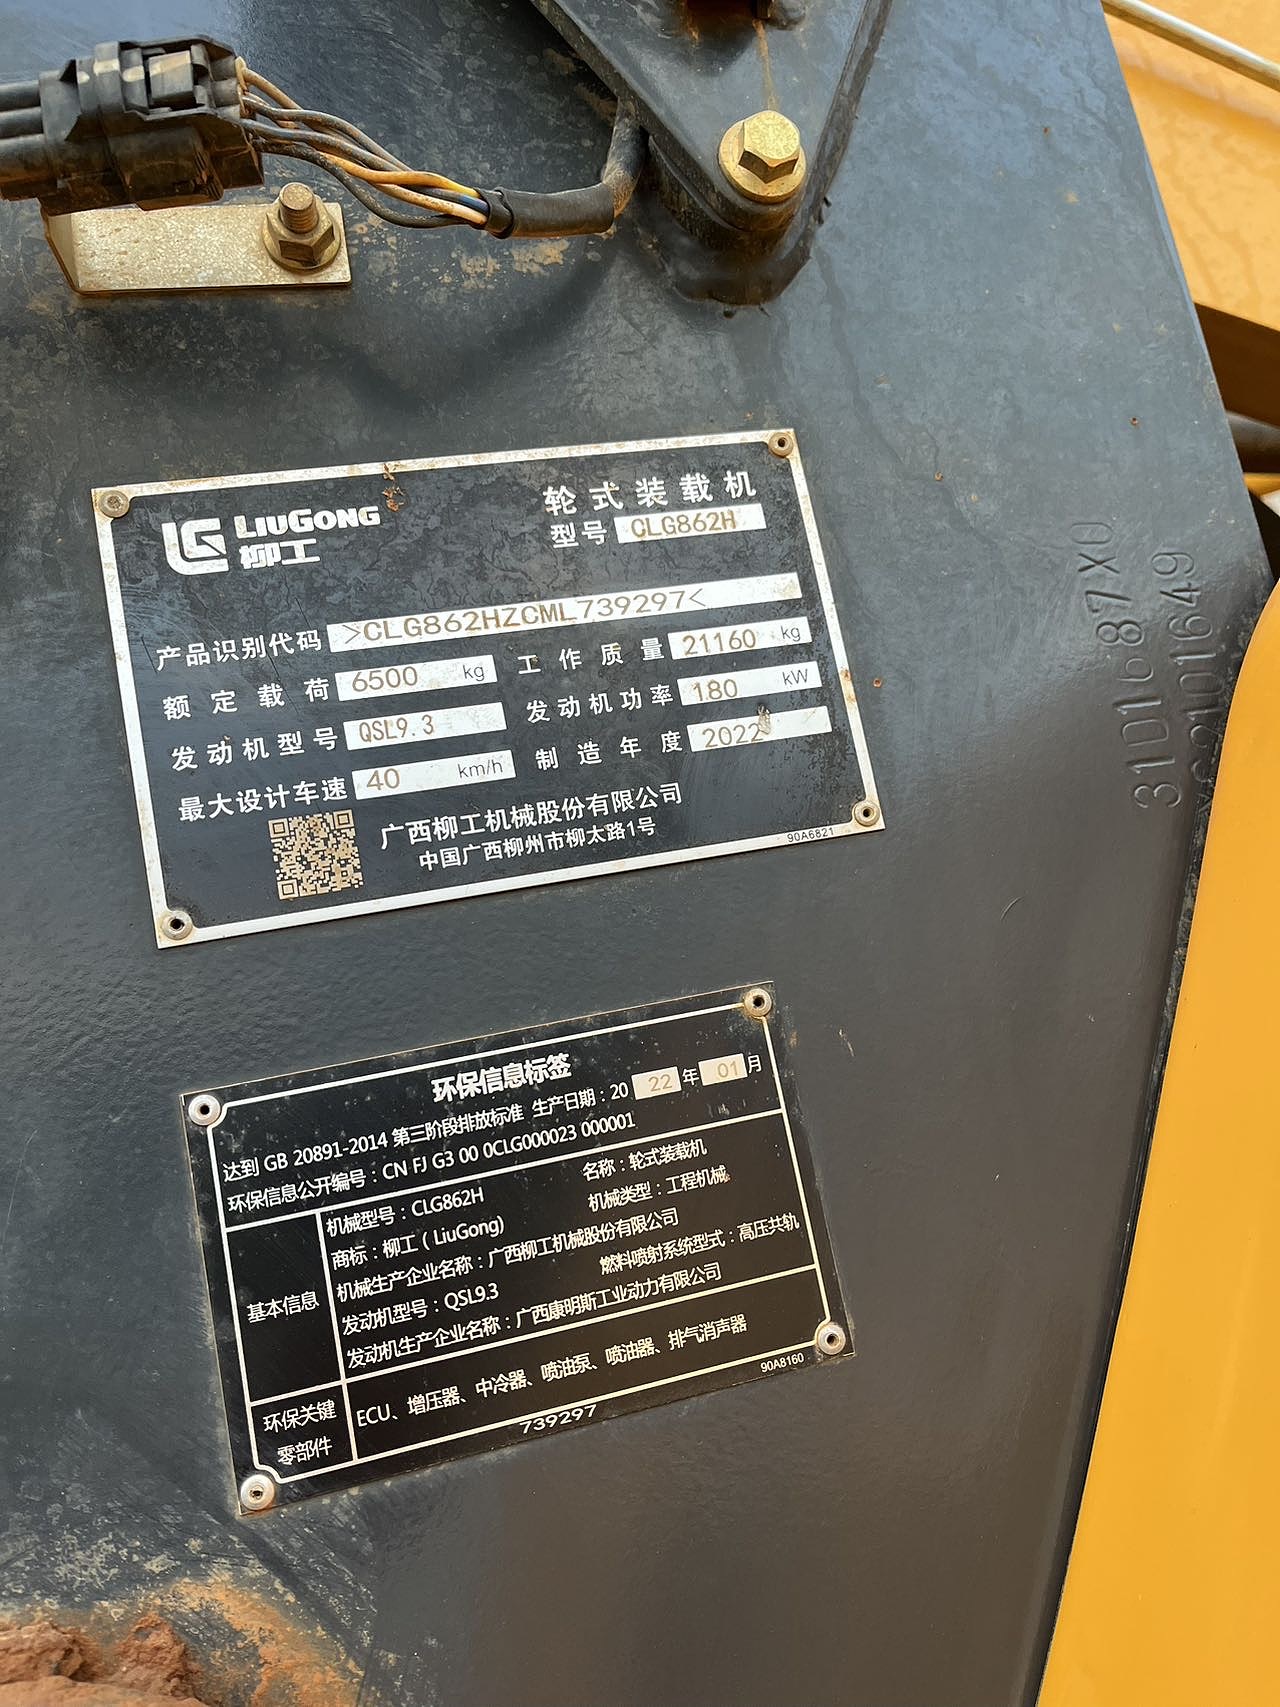 LG LIUGONG
柳工
轮式装载机
型号 CLG862H
产品识别代码 >CLG862HZCML739297<
额定载荷 6500 kg 工作质量 21160 kg
发动机型号 QSL9.3 发动机功率 180 kW
最大设计车速 40 km/h 制造年度 2022
广西柳工机械股份有限公司
中国广西柳州市柳太路1号
90A6821
31D1687X0
环保信息标签
达到 GB 20891-2014 第三阶段排放标准 生产日期：2022年01月
环保信息公开编号：CN FJ G3 00 0CLG000023 000001
基本信息
机械型号：CLG862H 名称：轮式装载机
商标：柳工（LiuGong） 机械类型：工程机械
机械生产企业名称：广西柳工机械股份有限公司
发动机型号：QSL9.3 燃料喷射系统型式：高压共轨
发动机生产企业名称：广西康明斯工业动力有限公司
环保关键
零部件
ECU、增压器、中冷器、喷油泵、喷油器、排气消声器
90A8160
739297